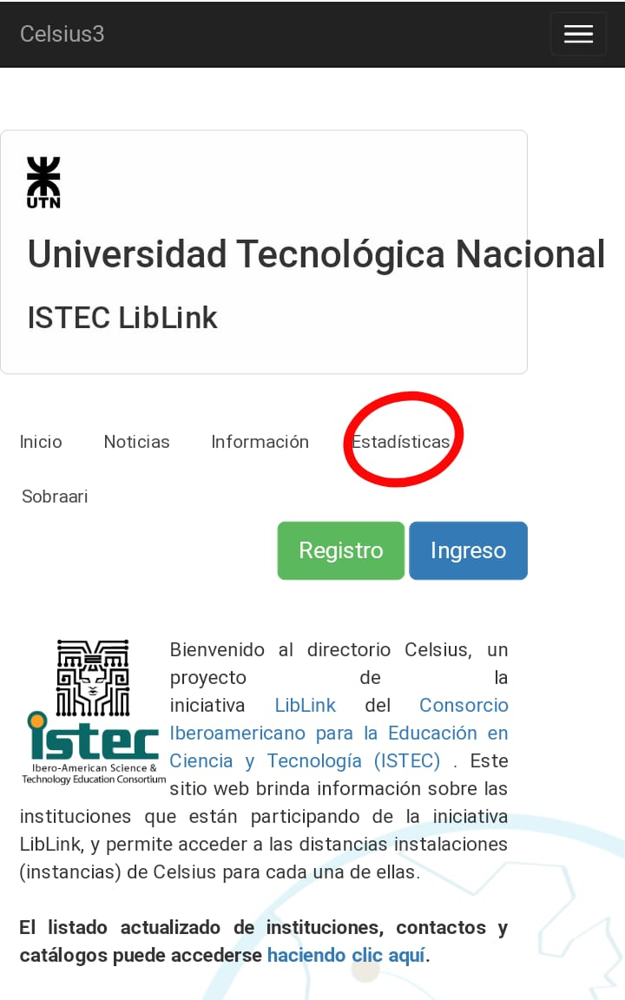 Celsius3
UTN
Universidad Tecnológica Nacional
ISTEC LibLink
Inicio Noticias Información Estadísticas
Sobraari
Registro Ingreso
istec
Ibero-American Science &
Technology Education Consortium
Bienvenido al directorio Celsius, un
proyecto de la
iniciativa LibLink del Consorcio
Iberoamericano para la Educación en
Ciencia y Tecnología (ISTEC) . Este
sitio web brinda información sobre las
instituciones que están participando de la iniciativa
LibLink, y permite acceder a las distancias instalaciones
(instancias) de Celsius para cada una de ellas.
El listado actualizado de instituciones, contactos y
catálogos puede accederse haciendo clic aquí.